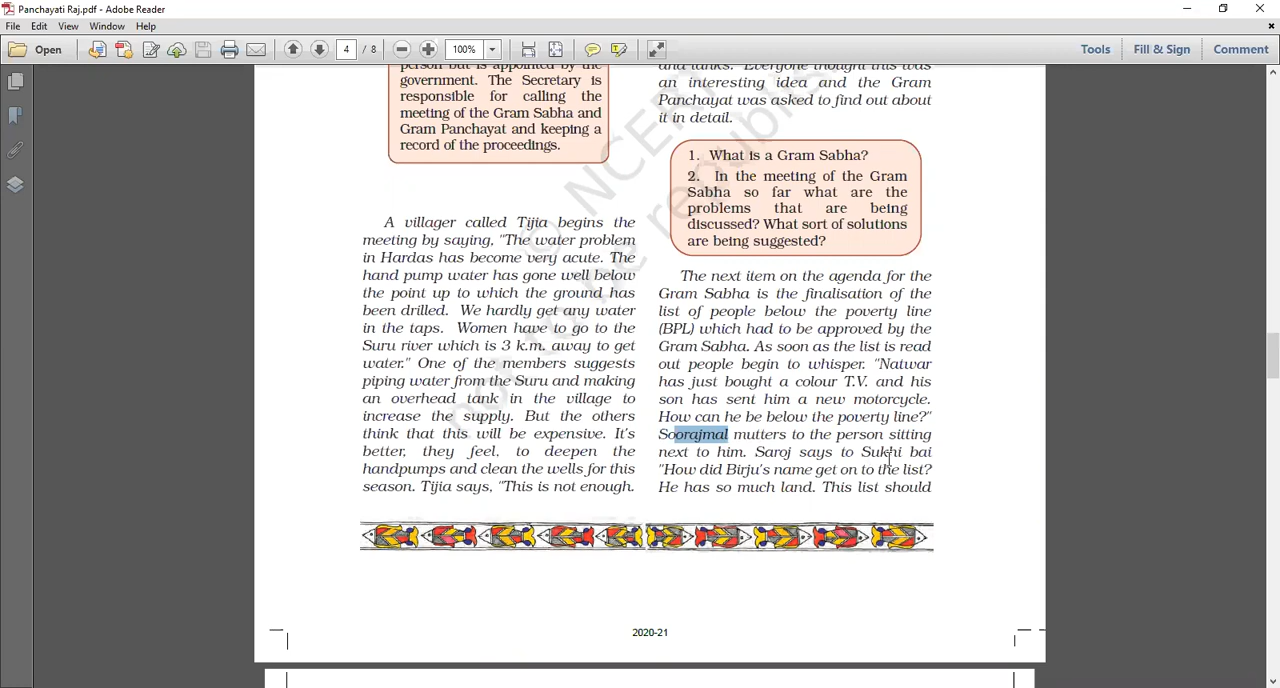 Panchayati Raj.pdf - Adobe Reader
File Edit View Window Help
Open 4 / 8 100% Tools Fill & Sign Comment
person but is appointed by the
government. The Secretary is
responsible for calling the
meeting of the Gram Sabha and
Gram Panchayat and keeping a
record of the proceedings.
A villager called Tijia begins the
meeting by saying, "The water problem
in Hardas has become very acute. The
hand pump water has gone well below
the point up to which the ground has
been drilled. We hardly get any water
in the taps. Women have to go to the
Suru river which is 3 k.m. away to get
water." One of the members suggests
piping water from the Suru and making
an overhead tank in the village to
increase the supply. But the others
think that this will be expensive. It's
better, they feel, to deepen the
handpumps and clean the wells for this
season. Tijia says, "This is not enough.
and tanks. Everyone thought this was
an interesting idea and the Gram
Panchayat was asked to find out about
it in detail.
1. What is a Gram Sabha?
2. In the meeting of the Gram
Sabha so far what are the
problems that are being
discussed? What sort of solutions
are being suggested?
The next item on the agenda for the
Gram Sabha is the finalisation of the
list of people below the poverty line
(BPL) which had to be approved by the
Gram Sabha. As soon as the list is read
out people begin to whisper. "Natwar
has just bought a colour T.V. and his
son has sent him a new motorcycle.
How can he be below the poverty line?"
Soorajmal mutters to the person sitting
next to him. Saroj says to Sukhi bai
"How did Birju's name get on to the list?
He has so much land. This list should
2020-21
© NCERT
not to be republis